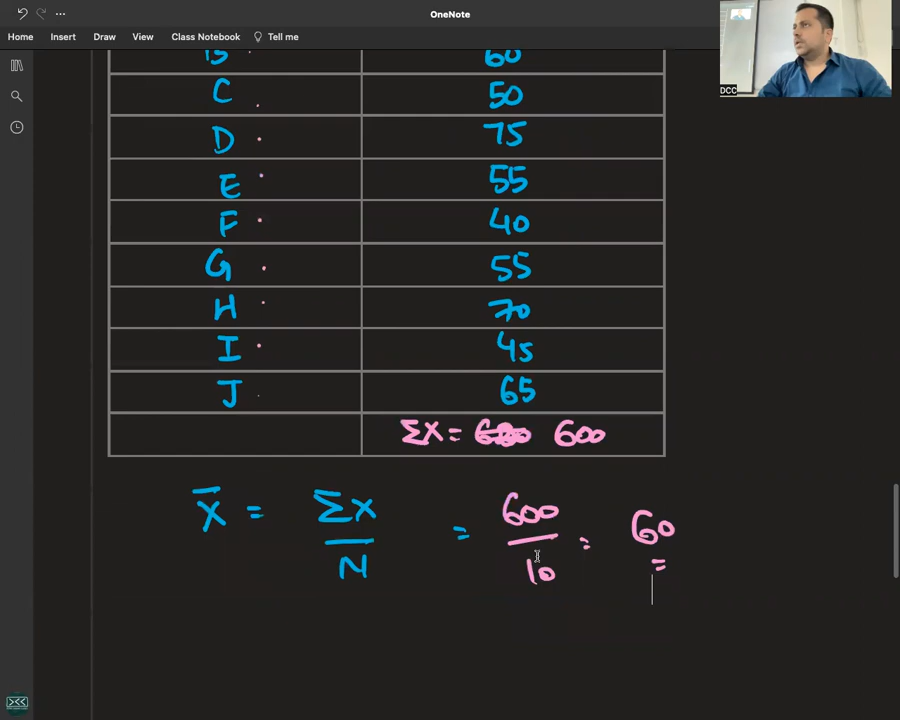 OneNote
Home Insert Draw View Class Notebook Tell me
DCC
B 60
C 50
D 75
E 55
F 40
G 55
H 70
I 45
J 65
ΣX = 600
X̄ = ΣX / N = 600 / 10 = 60
=